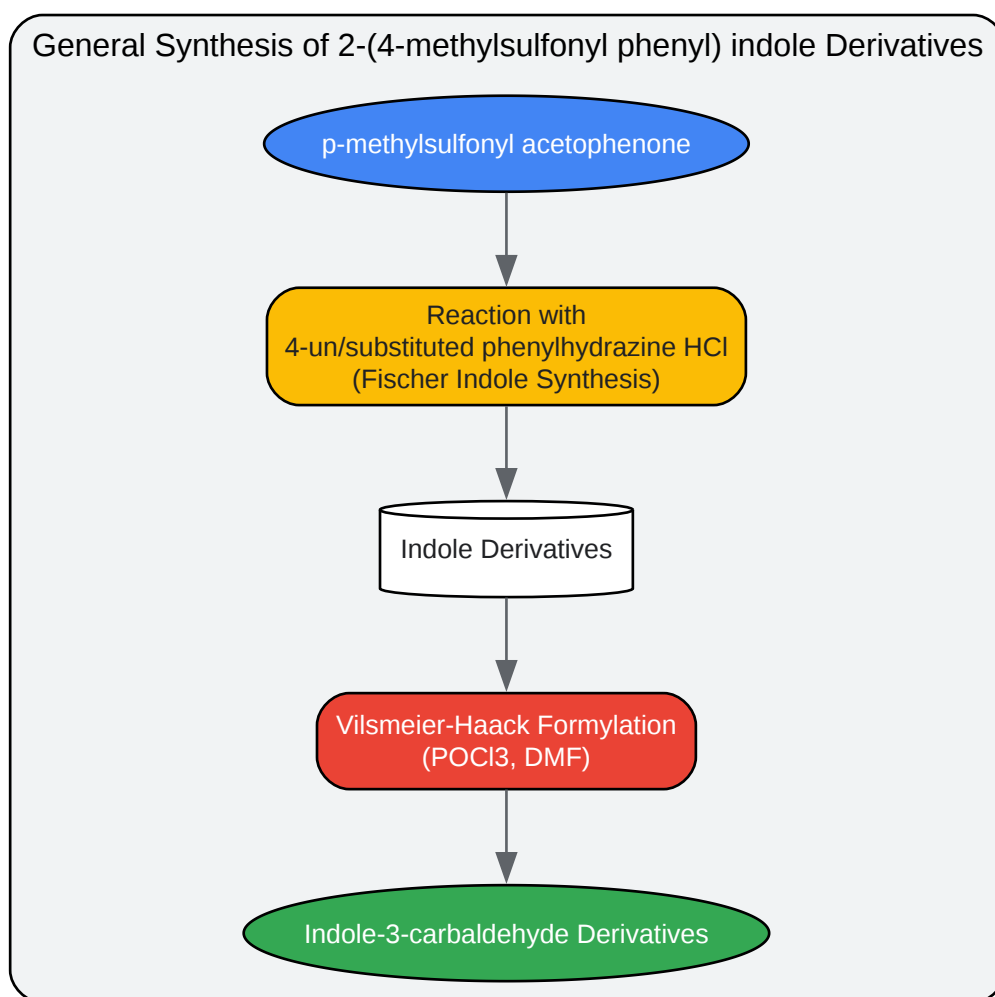 General Synthesis of 2-(4-methylsulfonyl phenyl) indole Derivatives
p-methylsulfonyl acetophenone
Reaction with
4-un/substituted phenylhydrazine HCl
(Fischer Indole Synthesis)
Indole Derivatives
Vilsmeier-Haack Formylation
(POCl3, DMF)
Indole-3-carbaldehyde Derivatives